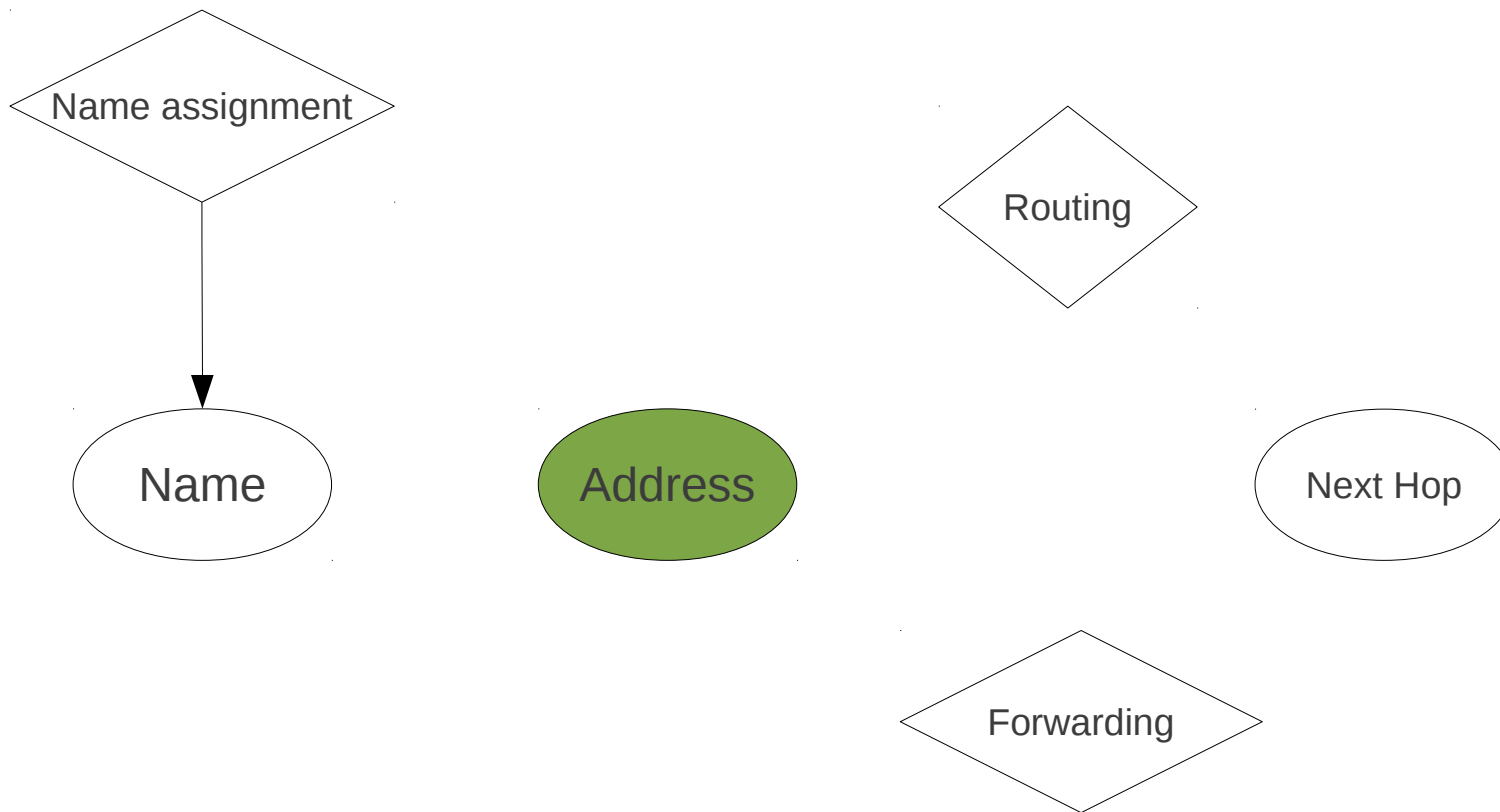 Name assignment
Routing
Name
Address
Next Hop
Forwarding